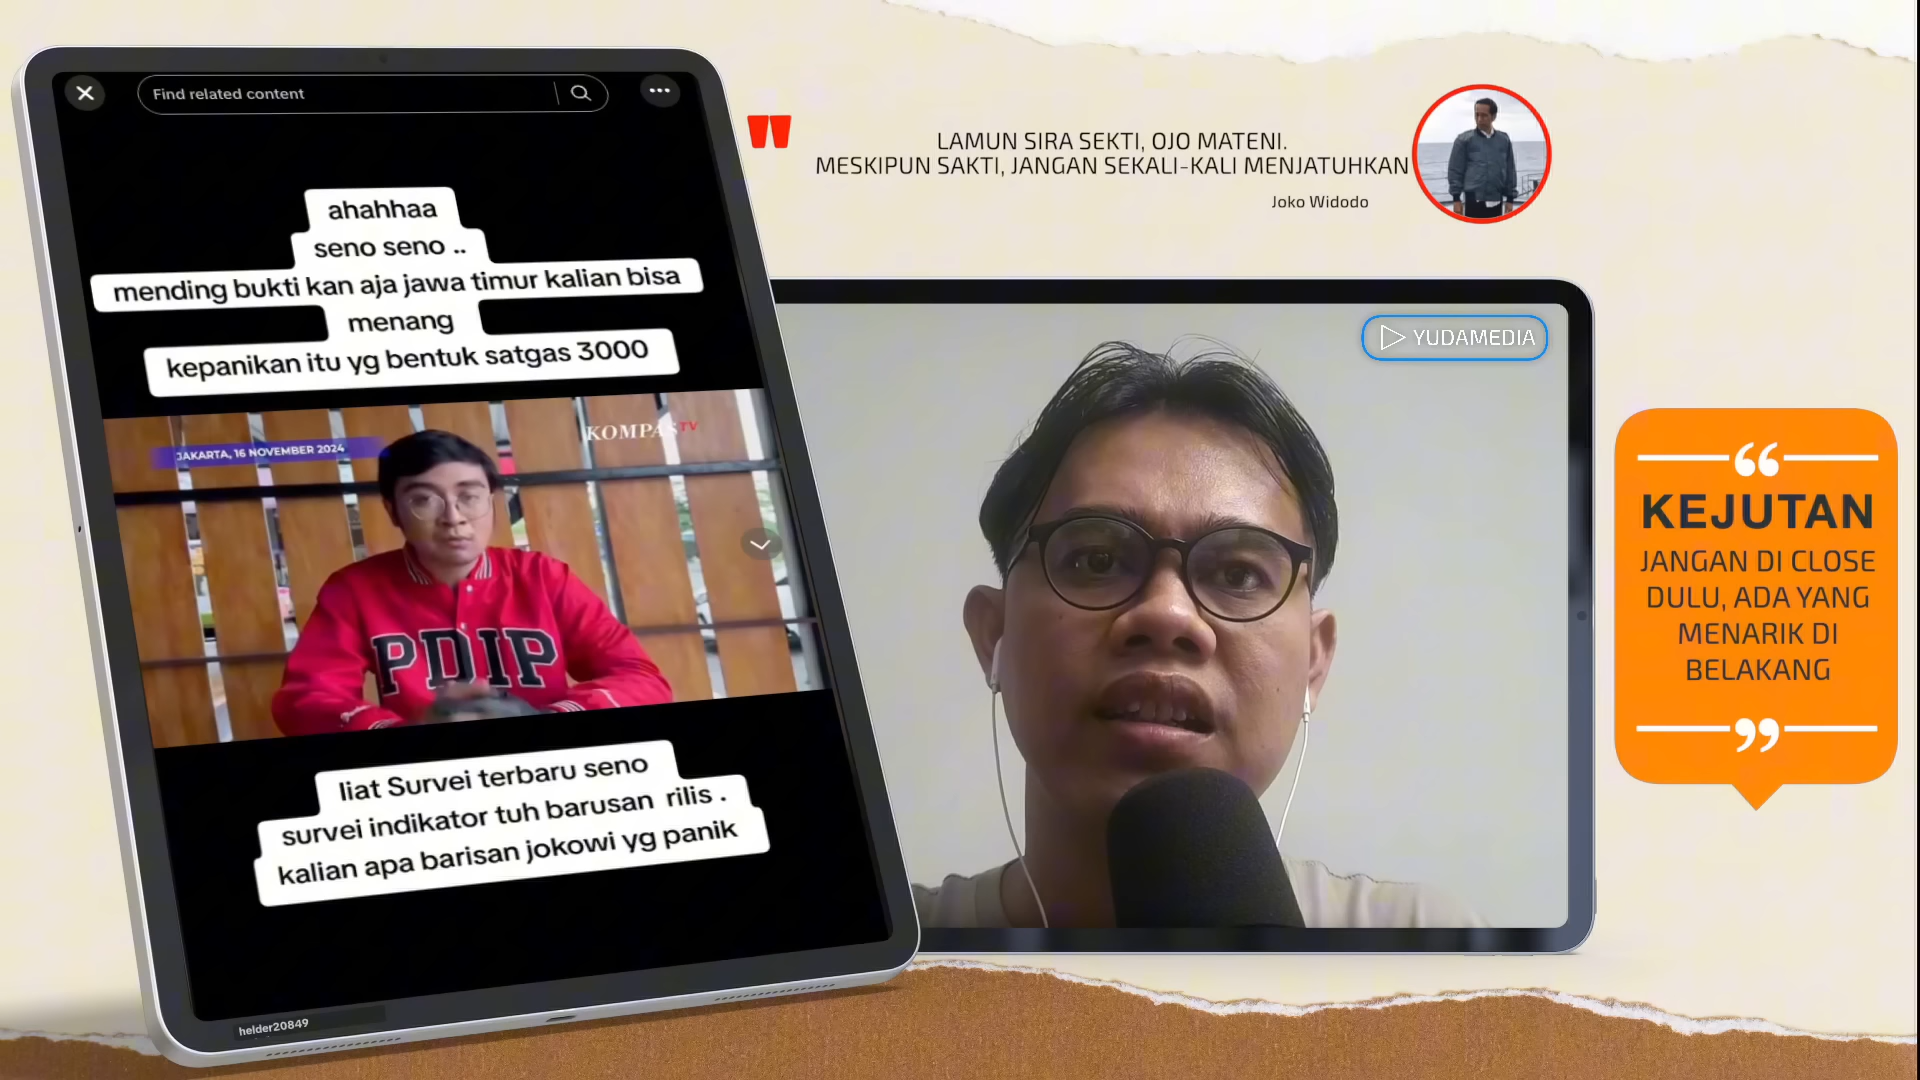 Find related content
ahahhaa
seno seno ..
mending bukti kan aja jawa timur kalian bisa
menang
kepanikan itu yg bentuk satgas 3000
JAKARTA, 16 NOVEMBER 2024
KOMPASTV
PDIP
liat Survei terbaru seno
survei indikator tuh barusan rilis .
kalian apa barisan jokowi yg panik
helder20849
LAMUN SIRA SEKTI, OJO MATENI.
MESKIPUN SAKTI, JANGAN SEKALI-KALI MENJATUHKAN
Joko Widodo
YUDAMEDIA
KEJUTAN
JANGAN DI CLOSE
DULU, ADA YANG
MENARIK DI
BELAKANG